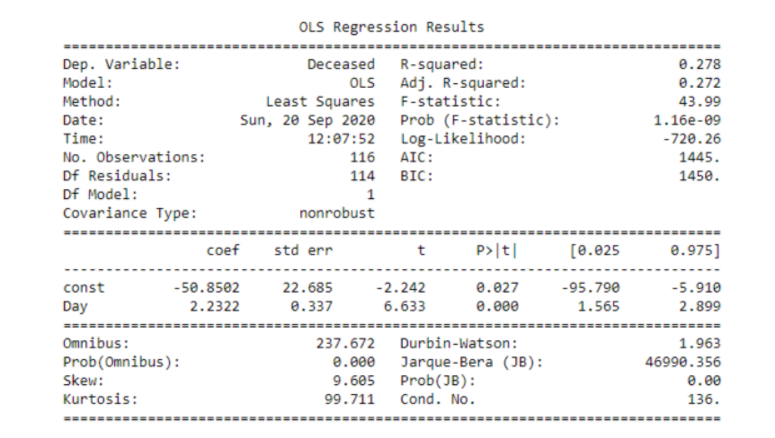 OLS Regression Results
==============================================================================
Dep. Variable: Deceased R-squared: 0.278
Model: OLS Adj. R-squared: 0.272
Method: Least Squares F-statistic: 43.99
Date: Sun, 20 Sep 2020 Prob (F-statistic): 1.16e-09
Time: 12:07:52 Log-Likelihood: -720.26
No. Observations: 116 AIC: 1445.
Df Residuals: 114 BIC: 1450.
Df Model: 1
Covariance Type: nonrobust
==============================================================================
coef std err t P>|t| [0.025 0.975]
------------------------------------------------------------------------------
const -50.8502 22.685 -2.242 0.027 -95.790 -5.910
Day 2.2322 0.337 6.633 0.000 1.565 2.899
==============================================================================
Omnibus: 237.672 Durbin-Watson: 1.963
Prob(Omnibus): 0.000 Jarque-Bera (JB): 46990.356
Skew: 9.605 Prob(JB): 0.00
Kurtosis: 99.711 Cond. No. 136.
==============================================================================